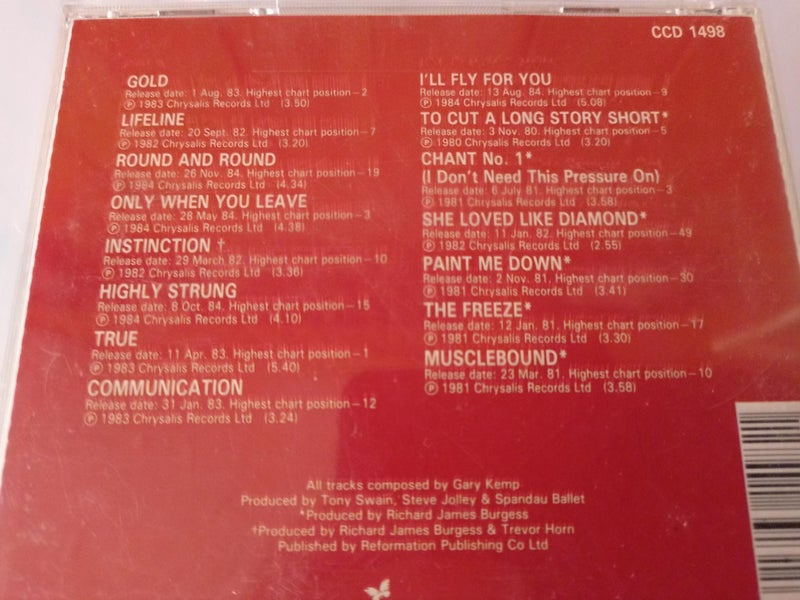 CCD 1498
GOLD
Release date: 1 Aug. 83. Highest chart position–2
Ⓟ 1983 Chrysalis Records Ltd (3.50)
LIFELINE
Release date: 20 Sept. 82. Highest chart position–7
Ⓟ 1982 Chrysalis Records Ltd (3.20)
ROUND AND ROUND
Release date: 26 Nov. 84. Highest chart position–19
Ⓟ 1984 Chrysalis Records Ltd (4.34)
ONLY WHEN YOU LEAVE
Release date: 28 May 84. Highest chart position–3
Ⓟ 1984 Chrysalis Records Ltd (4.38)
INSTINCTION †
Release date: 29 March 82. Highest chart position–10
Ⓟ 1982 Chrysalis Records Ltd (3.36)
HIGHLY STRUNG
Release date: 8 Oct. 84. Highest chart position–15
Ⓟ 1984 Chrysalis Records Ltd (4.10)
TRUE
Release date: 11 Apr. 83. Highest chart position–1
Ⓟ 1983 Chrysalis Records Ltd (5.40)
COMMUNICATION
Release date: 31 Jan. 83. Highest chart position–12
Ⓟ 1983 Chrysalis Records Ltd (3.24)
I'LL FLY FOR YOU
Release date: 13 Aug. 84. Highest chart position–9
Ⓟ 1984 Chrysalis Records Ltd (5.08)
TO CUT A LONG STORY SHORT*
Release date: 3 Nov. 80. Highest chart position–5
Ⓟ 1980 Chrysalis Records Ltd (3.20)
CHANT No. 1*
(I Don't Need This Pressure On)
Release date: 6 July 81. Highest chart position–3
Ⓟ 1981 Chrysalis Records Ltd (3.58)
SHE LOVED LIKE DIAMOND*
Release date: 11 Jan. 82. Highest chart position–49
Ⓟ 1982 Chrysalis Records Ltd (2.55)
PAINT ME DOWN*
Release date: 2 Nov. 81. Highest chart position–30
Ⓟ 1981 Chrysalis Records Ltd (3.41)
THE FREEZE*
Release date: 12 Jan. 81. Highest chart position–17
Ⓟ 1981 Chrysalis Records Ltd (3.30)
MUSCLEBOUND*
Release date: 23 Mar. 81. Highest chart position–10
Ⓟ 1981 Chrysalis Records Ltd (3.58)
All tracks composed by Gary Kemp
Produced by Tony Swain, Steve Jolley & Spandau Ballet
*Produced by Richard James Burgess
†Produced by Richard James Burgess & Trevor Horn
Published by Reformation Publishing Co Ltd